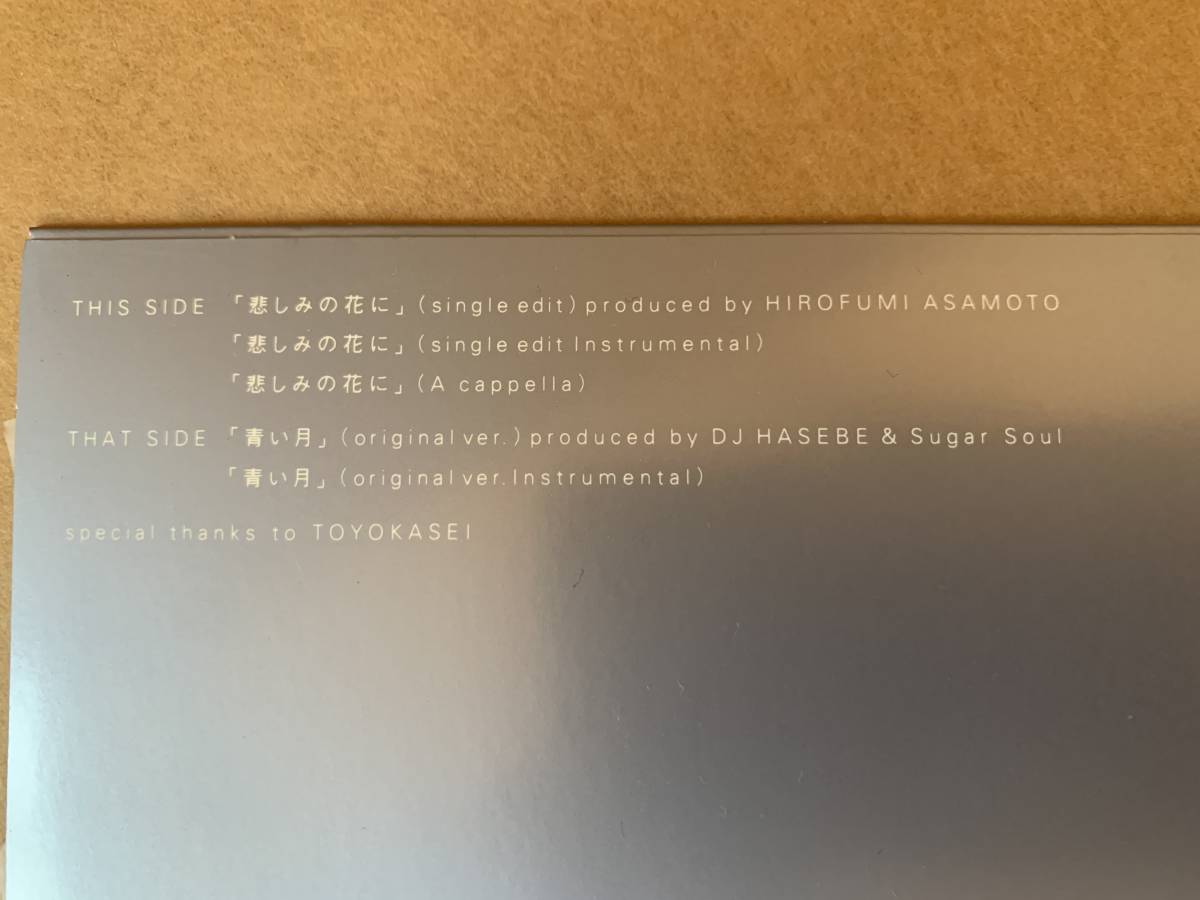 THIS SIDE 「悲しみの花に」(single edit) produced by HIROFUMI ASAMOTO
「悲しみの花に」(single edit Instrumental)
「悲しみの花に」(A cappella)
THAT SIDE 「青い月」(original ver.) produced by DJ HASEBE & Sugar Soul
「青い月」(original ver. Instrumental)
special thanks to TOYOKASEI